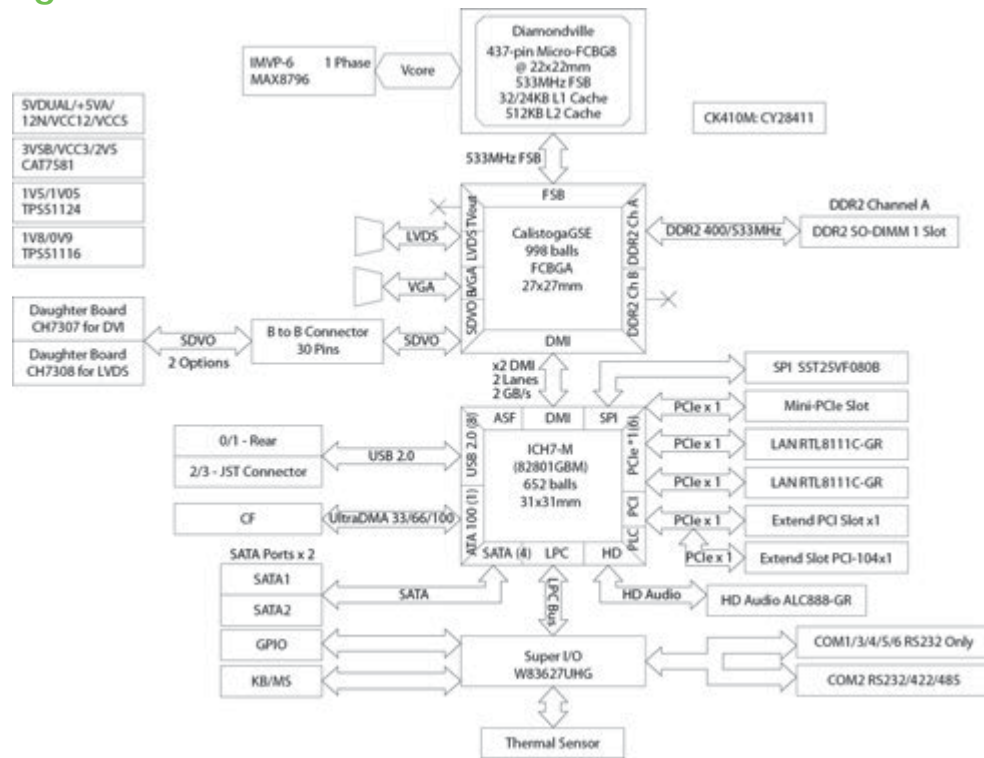 Diamondville
437-pin Micro-FCBG8
@ 22x22mm
533MHz FSB
32/24KB L1 Cache
512KB L2 Cache
IMVP-6 1 Phase
MAX8796
Vcore
5VDUAL/+5VA/
12N/VCC12/VCC5
3VSB/VCC3/2V5
CAT7581
1V5/1V05
TPS51124
1V8/0V9
TPS51116
CK410M: CY28411
533MHz FSB
FSB
TVout
LVDS
LVDS
VGA
VGA
SDVO B
CalistogaGSE
998 balls
FCBGA
27x27mm
DDR2 Ch A
DDR2 Ch B
DMI
DDR2 400/533MHz
DDR2 Channel A
DDR2 SO-DIMM 1 Slot
Daughter Board
CH7307 for DVI
Daughter Board
CH7308 for LVDS
SDVO
2 Options
B to B Connector
30 Pins
SDVO
x2 DMI
2 Lanes
2 GB/s
SPI SST25VF080B
ASF DMI SPI
USB 2.0 (8)
ATA 100 (1)
ICH7-M
(82801GBM)
652 balls
31x31mm
PCIe *1(6)
PCI
PLC
SATA (4) LPC HD
PCIe x 1
Mini-PCIe Slot
PCIe x 1
LAN RTL8111C-GR
PCIe x 1
LAN RTL8111C-GR
PCIe x 1
Extend PCI Slot x1
PCIe x 1
Extend Slot PCI-104x1
0/1 - Rear
2/3 - JST Connector
USB 2.0
CF
UltraDMA 33/66/100
SATA Ports x 2
SATA1
SATA2
SATA
LPC Bus
HD Audio
HD Audio ALC888-GR
GPIO
KB/MS
Super I/O
W83627UHG
COM1/3/4/5/6 RS232 Only
COM2 RS232/422/485
Thermal Sensor